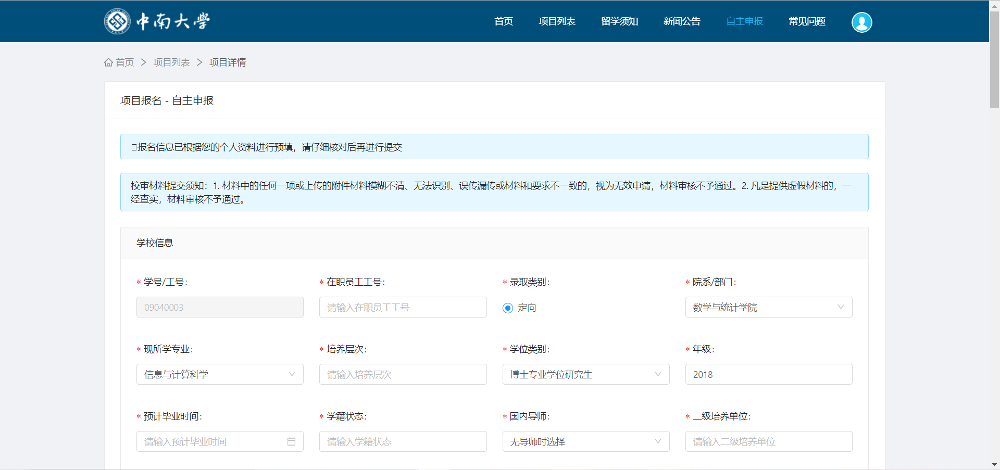 中南大學
首页 项目列表 留学须知 新闻公告 自主申报 常见问题
首页 > 项目列表 > 项目详情
项目报名 - 自主申报
报名信息已根据您的个人资料进行预填，请仔细核对后再进行提交
校审材料提交须知：1. 材料中的任何一项或上传的附件材料模糊不清、无法识别、误传漏传或材料和要求不一致的，视为无效申请，材料审核不予通过。2. 凡是提供虚假材料的，一
经查实，材料审核不予通过。
学校信息
* 学号/工号: * 在职员工工号: * 录取类别: * 院系/部门:
09040003 请输入在职员工工号 定向 数学与统计学院
* 现所学专业: * 培养层次: * 学位类别: * 年级:
信息与计算科学 请输入培养层次 博士专业学位研究生 2018
* 预计毕业时间: * 学籍状态: * 国内导师: * 二级培养单位:
请输入预计毕业时间 请输入学籍状态 无导师时选择 请输入二级培养单位